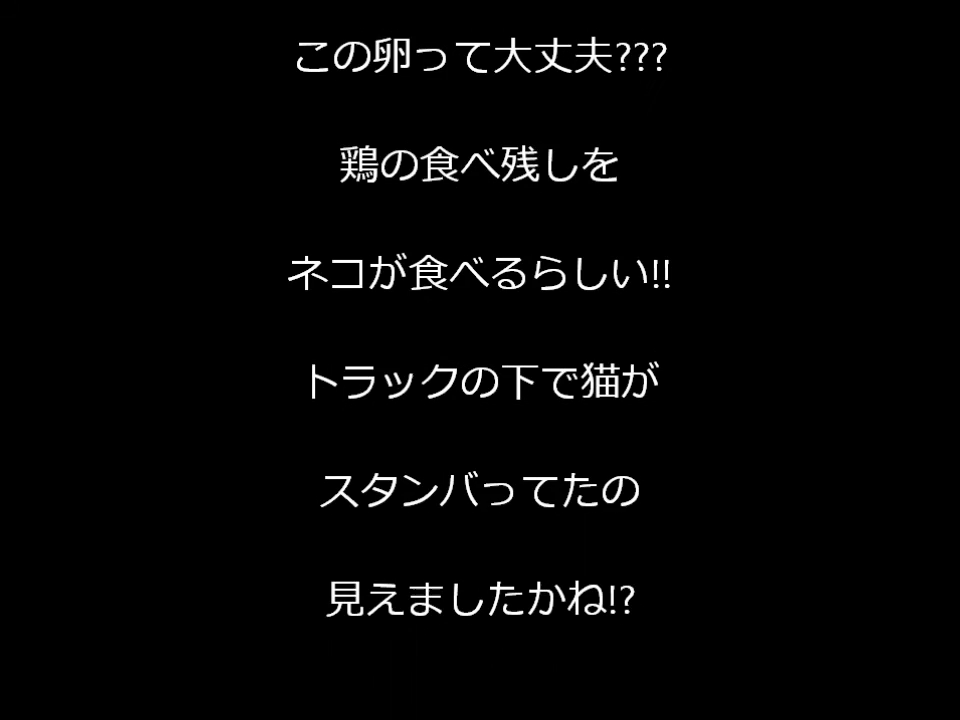 この卵って大丈夫???
鶏の食べ残しを
ネコが食べるらしい!!
トラックの下で猫が
スタンバってたの
見えましたかね!?